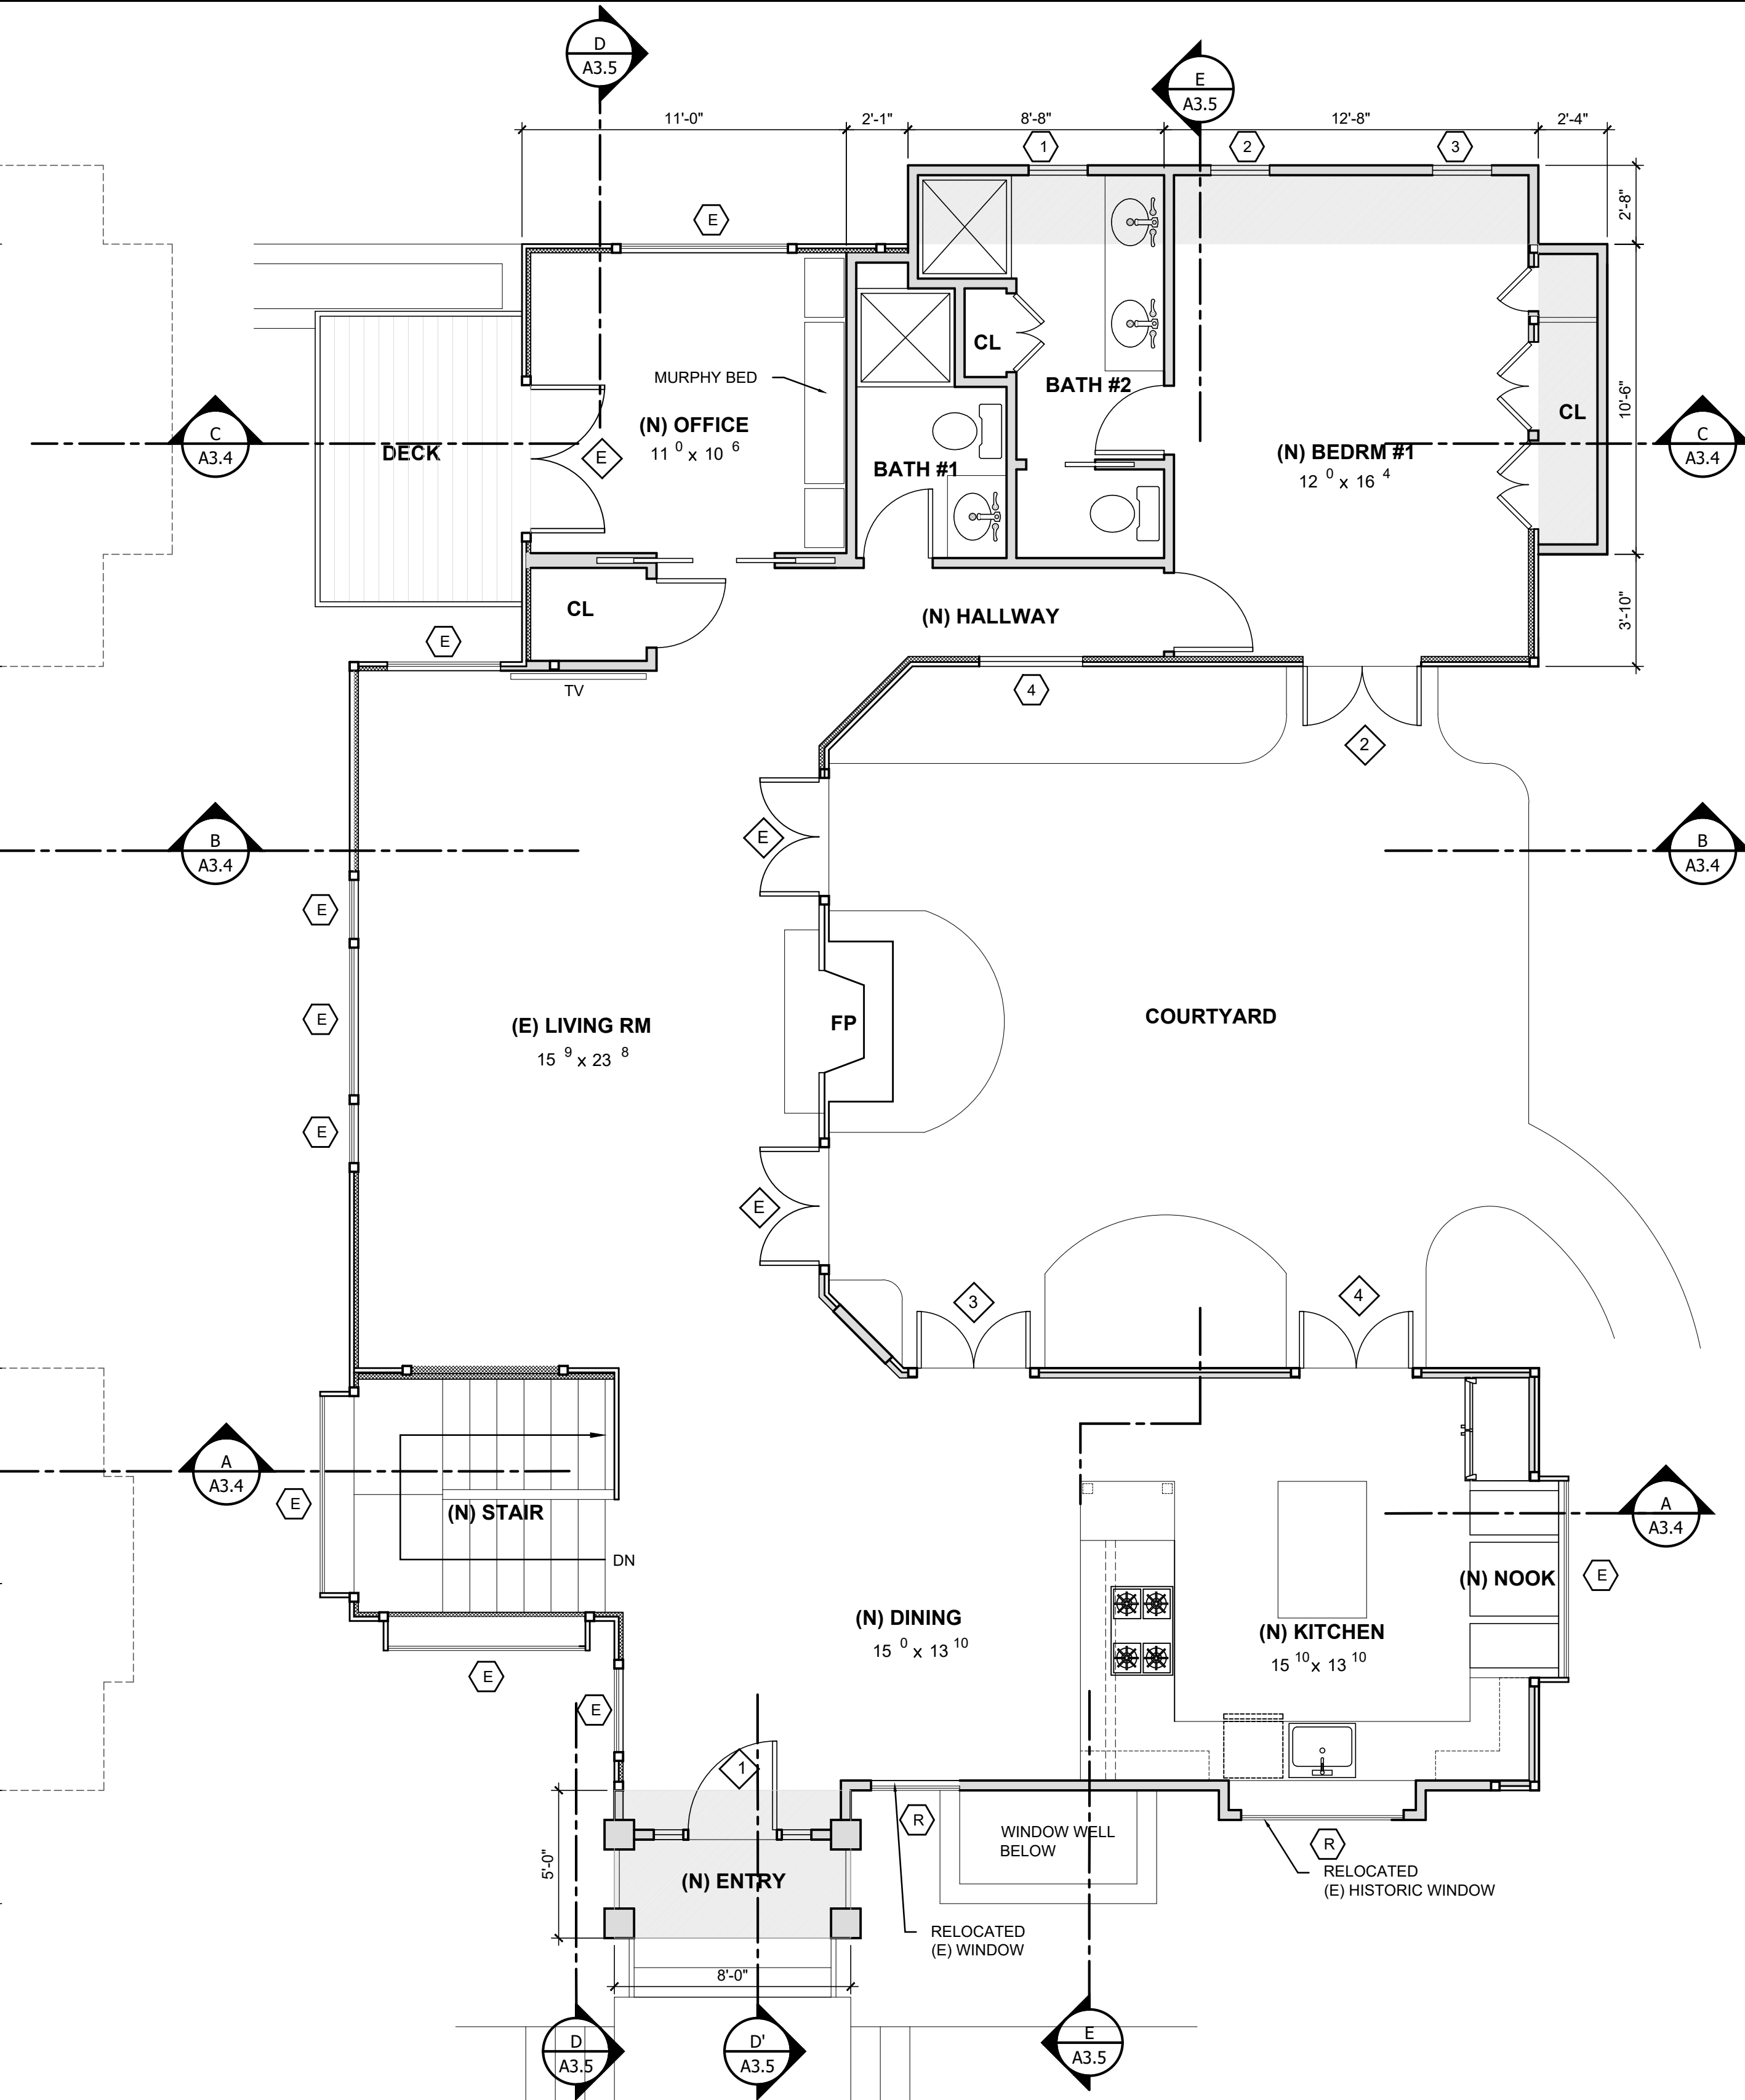 D
A3.5
E
A3.5
11'-0"
2'-1"
8'-8"
12'-8"
2'-4"
1
2
3
2'-8"
E
CL
MURPHY BED
BATH #2
10'-6"
CL
(N) OFFICE
11 0 x 10 6
C
A3.4
DECK
E
BATH #1
(N) BEDRM #1
12 0 x 16 4
C
A3.4
CL
(N) HALLWAY
3'-10"
E
TV
4
2
B
A3.4
E
B
A3.4
E
E
(E) LIVING RM
15 9 x 23 8
FP
COURTYARD
E
E
3
4
A
A3.4
E
(N) STAIR
DN
A
A3.4
(N) NOOK
E
(N) DINING
15 0 x 13 10
(N) KITCHEN
15 10 x 13 10
E
E
1
R
WINDOW WELL
BELOW
R
RELOCATED
(E) HISTORIC WINDOW
5'-0"
(N) ENTRY
RELOCATED
(E) WINDOW
8'-0"
D
A3.5
D'
A3.5
E
A3.5